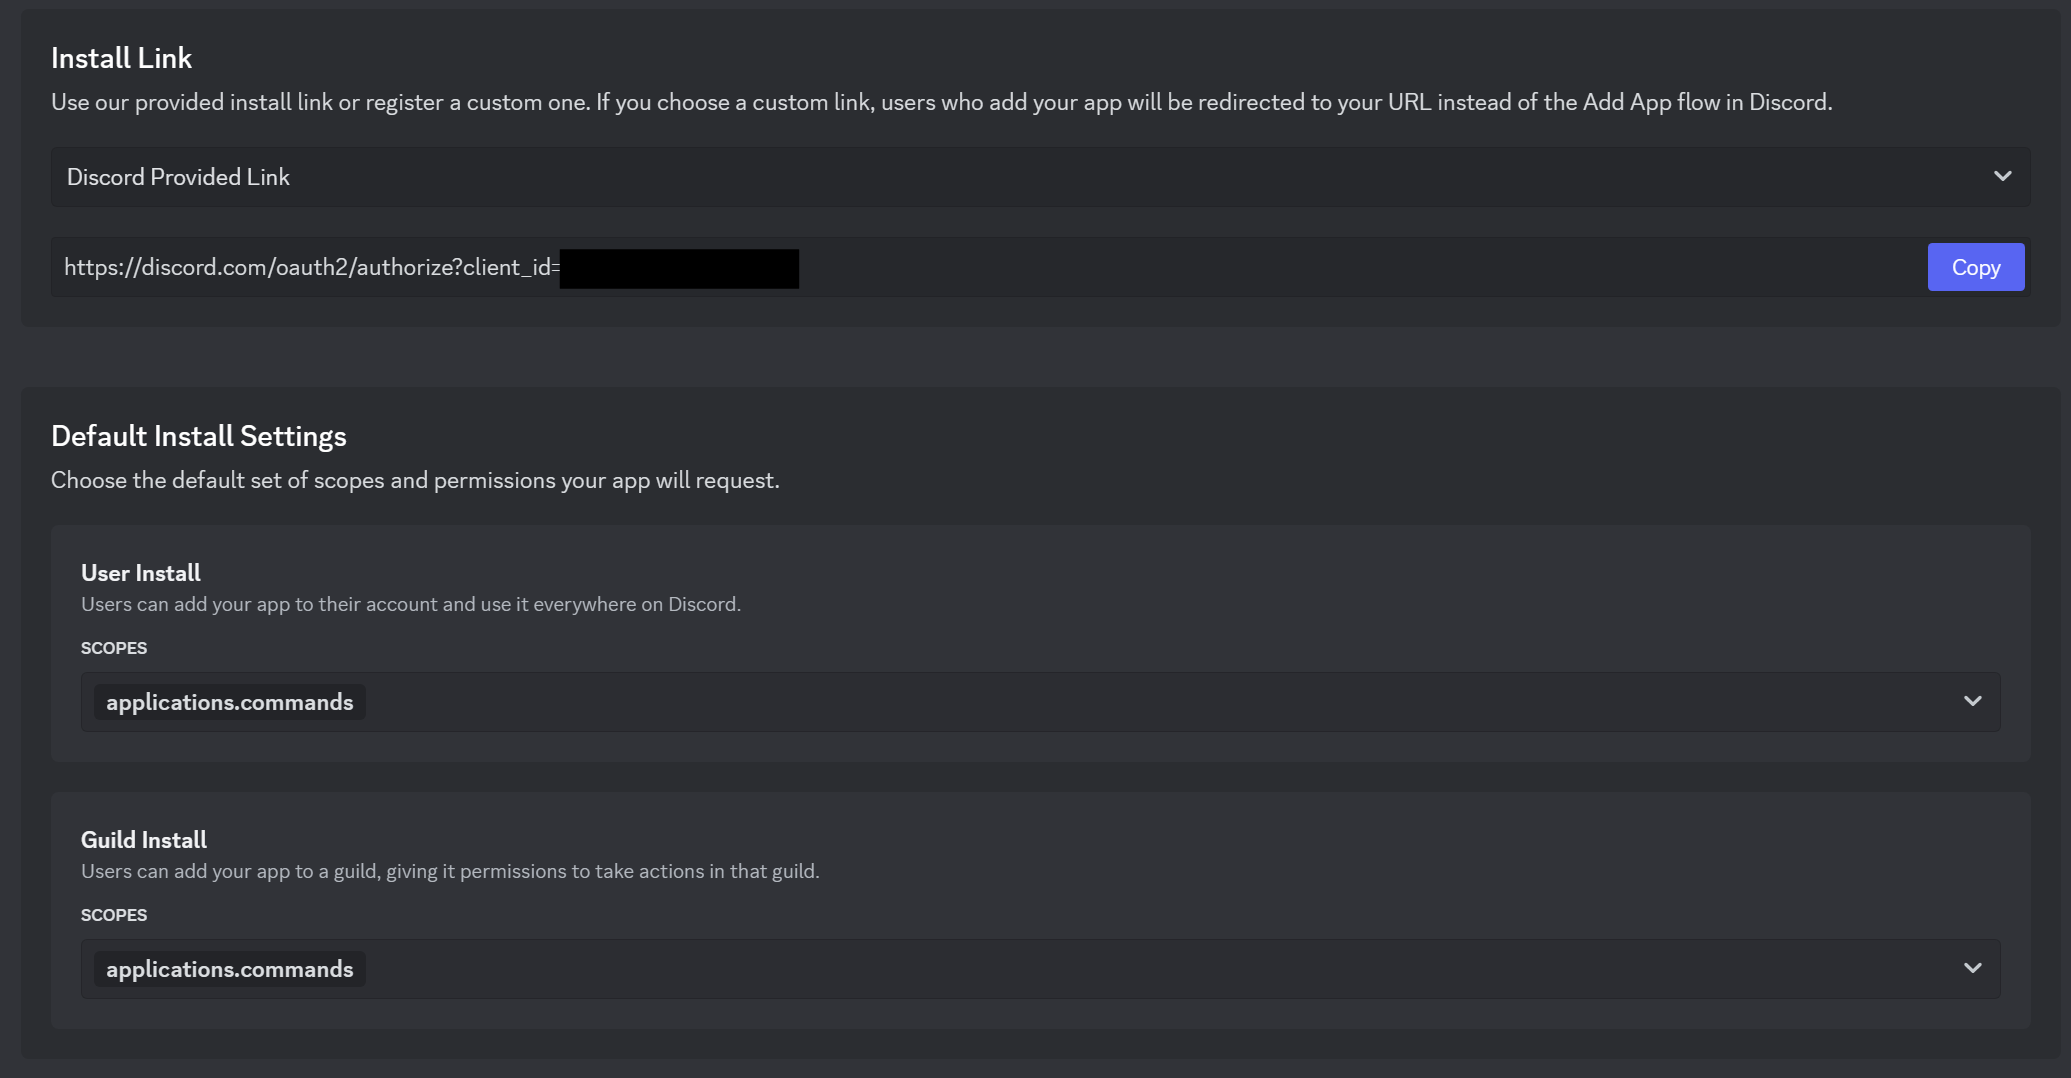 Install Link
Use our provided install link or register a custom one. If you choose a custom link, users who add your app will be redirected to your URL instead of the Add App flow in Discord.
Discord Provided Link
https://discord.com/oauth2/authorize?client_id=
Copy
Default Install Settings
Choose the default set of scopes and permissions your app will request.
User Install
Users can add your app to their account and use it everywhere on Discord.
SCOPES
applications.commands
Guild Install
Users can add your app to a guild, giving it permissions to take actions in that guild.
SCOPES
applications.commands